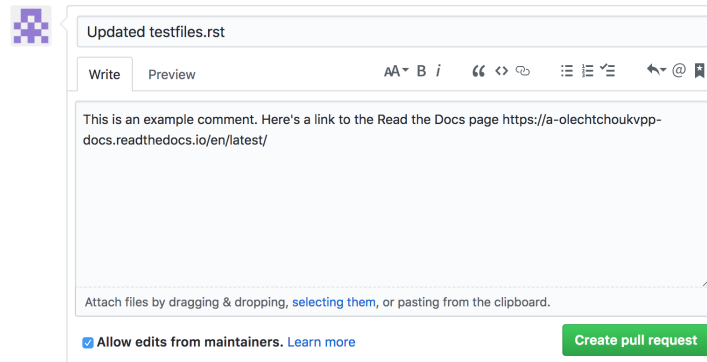 Updated testfiles.rst
Write Preview AA B i @
This is an example comment. Here's a link to the Read the Docs page https://a-olechtchoukvpp-
docs.readthedocs.io/en/latest/
Attach files by dragging & dropping, selecting them, or pasting from the clipboard.
Allow edits from maintainers. Learn more
Create pull request